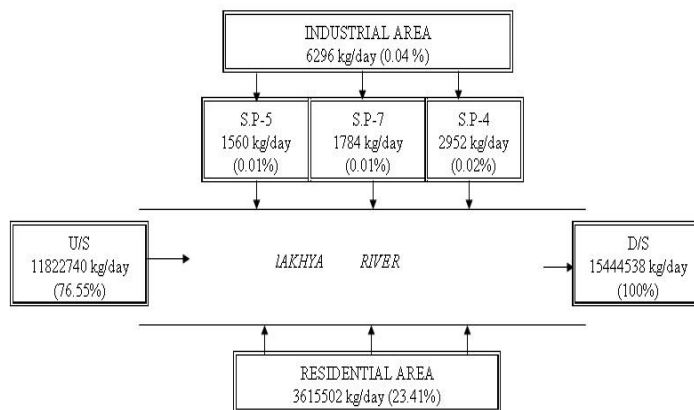 INDUSTRIAL AREA
6296 kg/day (0.04 %)
S.P-5
1560 kg/day
(0.01%)
S.P-7
1784 kg/day
(0.01%)
S.P-4
2952 kg/day
(0.02%)
U/S
11822740 kg/day
(76.55%)
lAKHYA RIVER
D/S
15444538 kg/day
(100%)
RESIDENTIAL AREA
3615502 kg/day (23.41%)